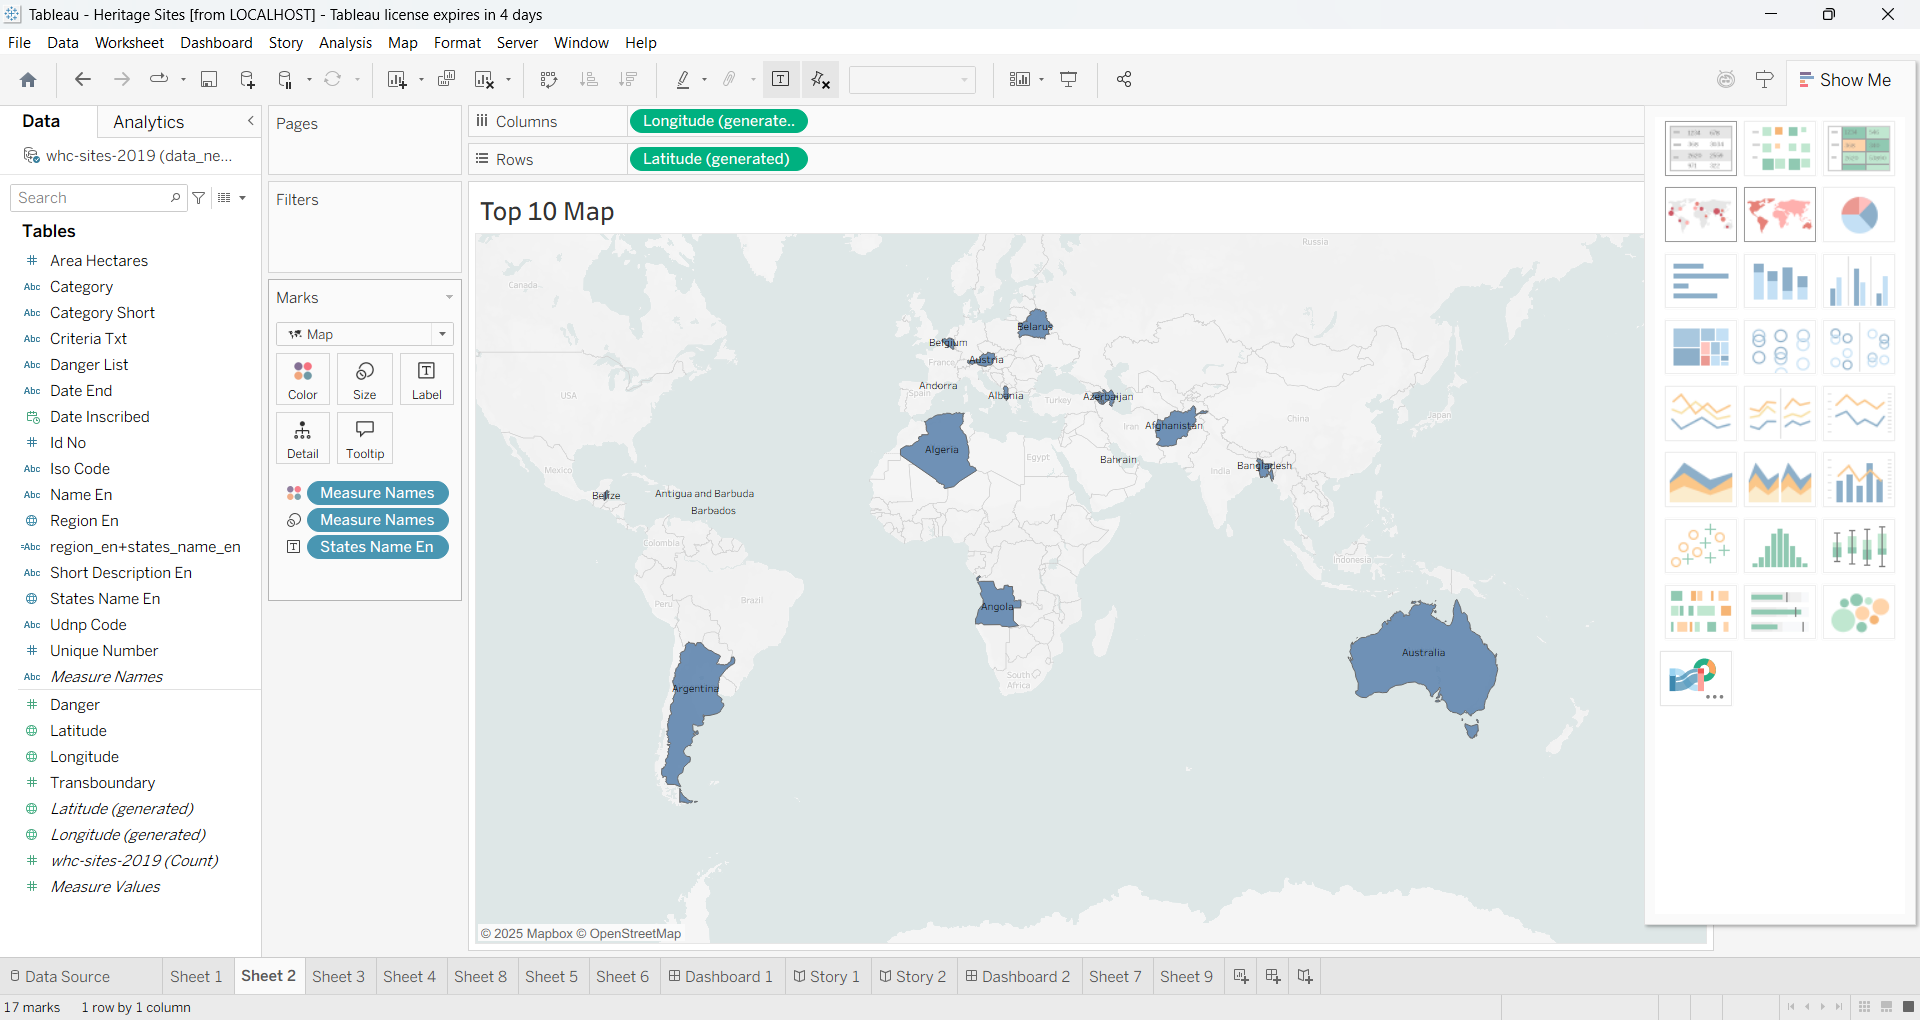 Tableau - Heritage Sites [from LOCALHOST] - Tableau license expires in 4 days
File Data Worksheet Dashboard Story Analysis Map Format Server Window Help
Show Me
Data Analytics
whc-sites-2019 (data_ne...
Search
Tables
Area Hectares
Category
Category Short
Criteria Txt
Danger List
Date End
Date Inscribed
Id No
Iso Code
Name En
Region En
region_en+states_name_en
Short Description En
States Name En
Udnp Code
Unique Number
Measure Names
Danger
Latitude
Longitude
Transboundary
Latitude (generated)
Longitude (generated)
whc-sites-2019 (Count)
Measure Values
Pages
Filters
Marks
Map
Color Size Label
Detail Tooltip
Measure Names
Measure Names
States Name En
Columns Longitude (generate..
Rows Latitude (generated)
Top 10 Map
Russia
Canada
Belarus
Belgium
Austria
France
Andorra
Spain
Albania
Turkey
Azerbaijan
USA
Japan
China
Iran
Afghanistan
Algeria
Egypt
Bahrain
Bangladesh
India
Mexico
Belize
Antigua and Barbuda
Barbados
Colombia
Indonesia
Peru
Brazil
Angola
Australia
South
Africa
Argentina
© 2025 Mapbox © OpenStreetMap
Data Source Sheet 1 Sheet 2 Sheet 3 Sheet 4 Sheet 8 Sheet 5 Sheet 6 Dashboard 1 Story 1 Story 2 Dashboard 2 Sheet 7 Sheet 9
17 marks 1 row by 1 column